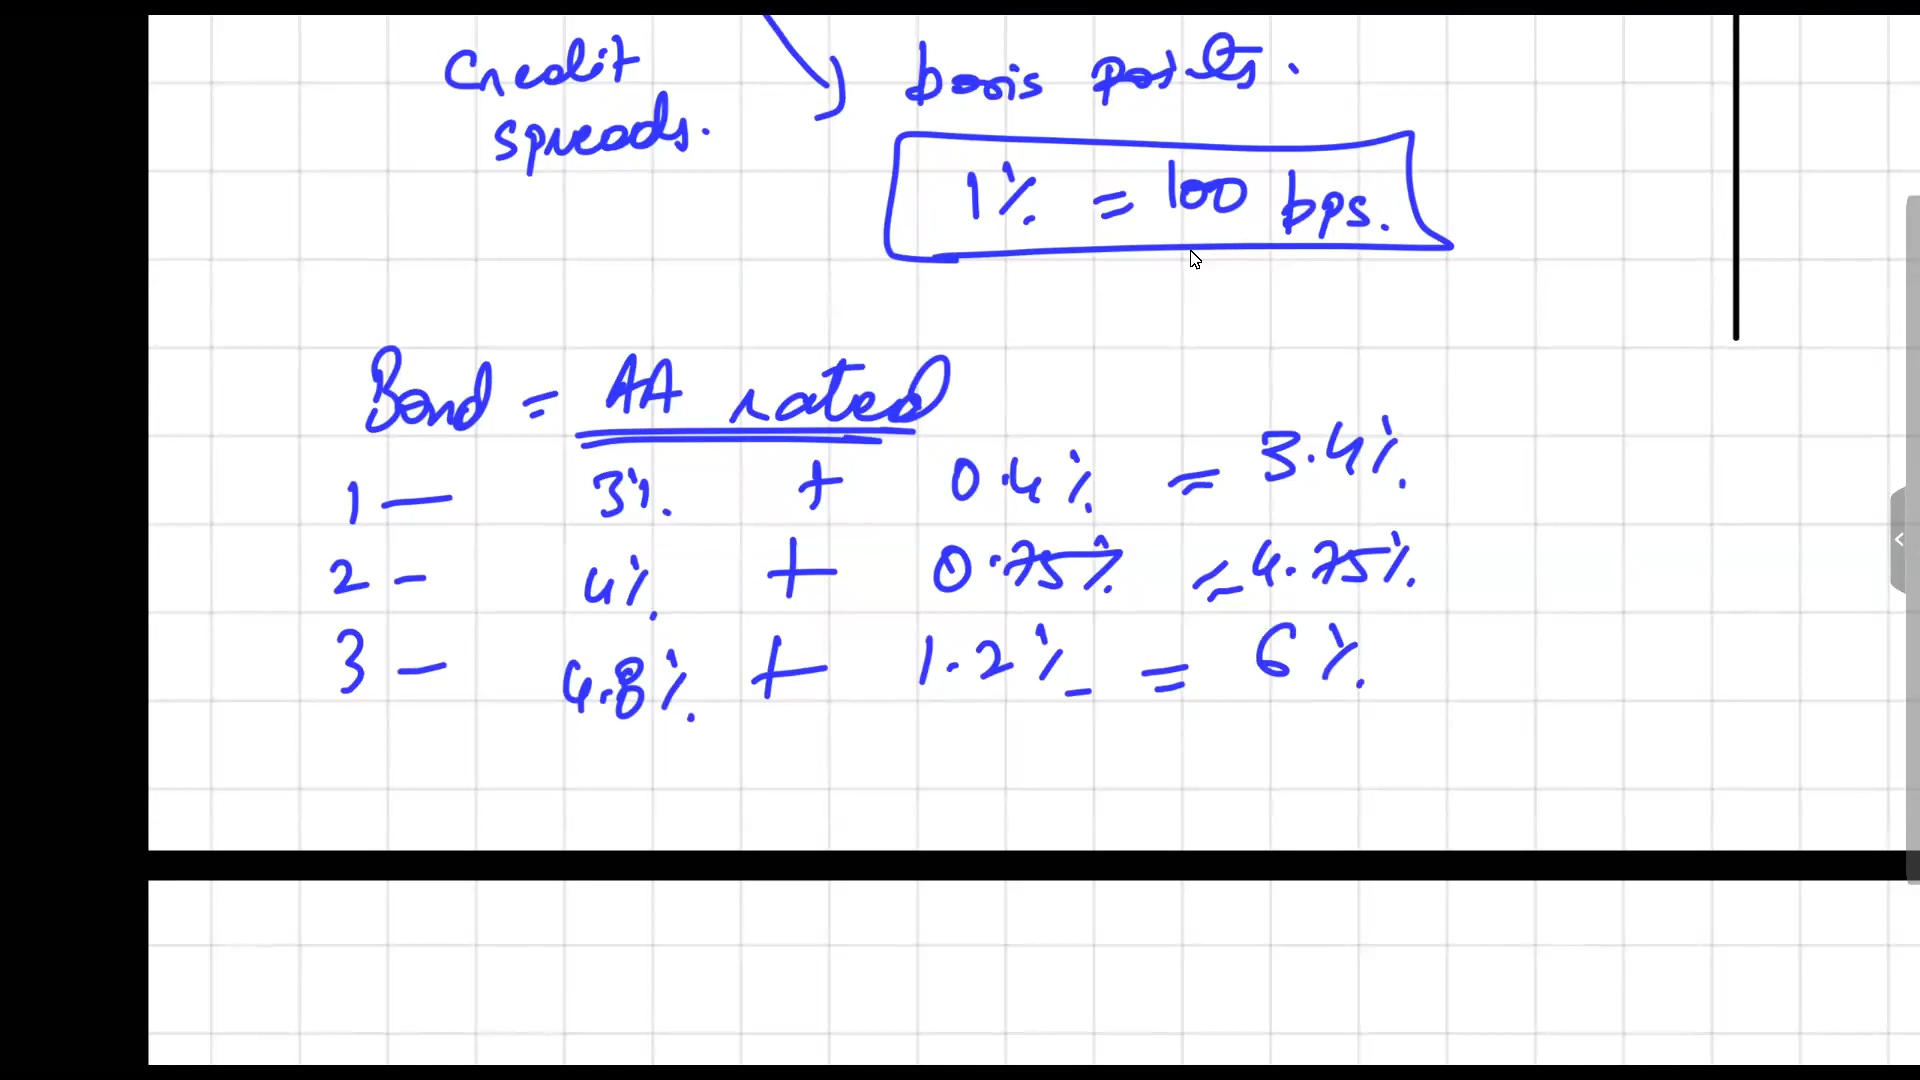 Credit
spreads.
basis points.
1% = 100 bps.
Bond = AA rated
1 — 3% + 0.4% = 3.4%.
2 - 4% + 0.75% = 4.75%.
3 - 4.8% + 1.2% = 6%.